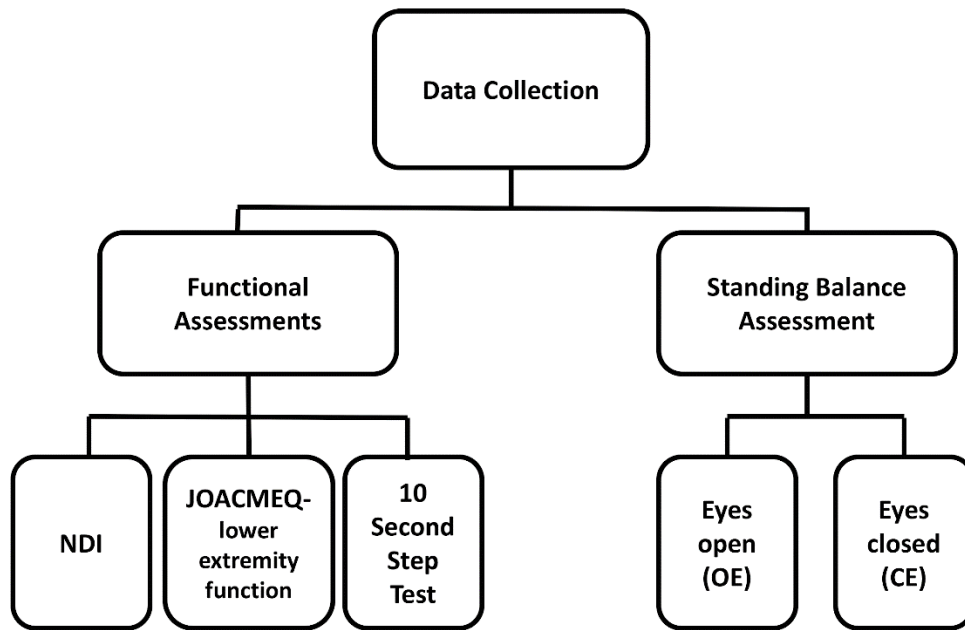 Data Collection
Functional
Assessments
Standing Balance
Assessment
NDI
JOACMEQ-
lower
extremity
function
10
Second
Step
Test
Eyes
open
(OE)
Eyes
closed
(CE)